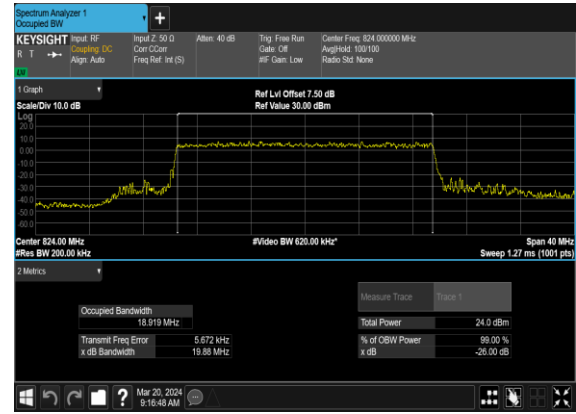 Spectrum Analyzer 1
Occupied BW
KEYSIGHT Input: RF
R T Coupling: DC
Align: Auto
Input Z: 50 Ω
Corr CCorr
Freq Ref: Int (S)
Atten: 40 dB
Trig: Free Run
Gate: Off
#IF Gain: Low
Center Freq: 824.000000 MHz
Avg|Hold: 100/100
Radio Std: None
LW
1 Graph
Scale/Div 10.0 dB
Ref Lvl Offset 7.50 dB
Ref Value 30.00 dBm
Log
20.0
10.0
0.00
-10.0
-20.0
-30.0
-40.0
-50.0
-60.0
Center 824.00 MHz
#Res BW 200.00 kHz
#Video BW 620.00 kHz*
Span 40 MHz
Sweep 1.27 ms (1001 pts)
2 Metrics
Occupied Bandwidth
18.919 MHz
Transmit Freq Error 5.672 kHz
x dB Bandwidth 19.88 MHz
Measure Trace Trace 1
Total Power 24.0 dBm
% of OBW Power 99.00 %
x dB -26.00 dB
? Mar 20, 2024
9:16:48 AM